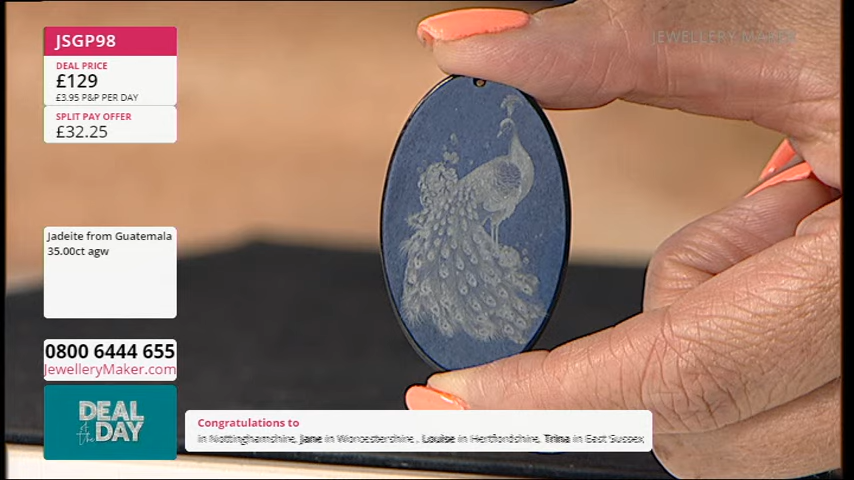 JSGP98
DEAL PRICE
£129
£3.95 P&P PER DAY
SPLIT PAY OFFER
£32.25
JEWELLERY MAKER
Jadeite from Guatemala
35.00ct agw
0800 6444 655
JewelleryMaker.com
DEAL
of the
DAY
Congratulations to
in Nottinghamshire, Jane in Worcestershire , Louise in Hertfordshire, Trina in East Sussex,